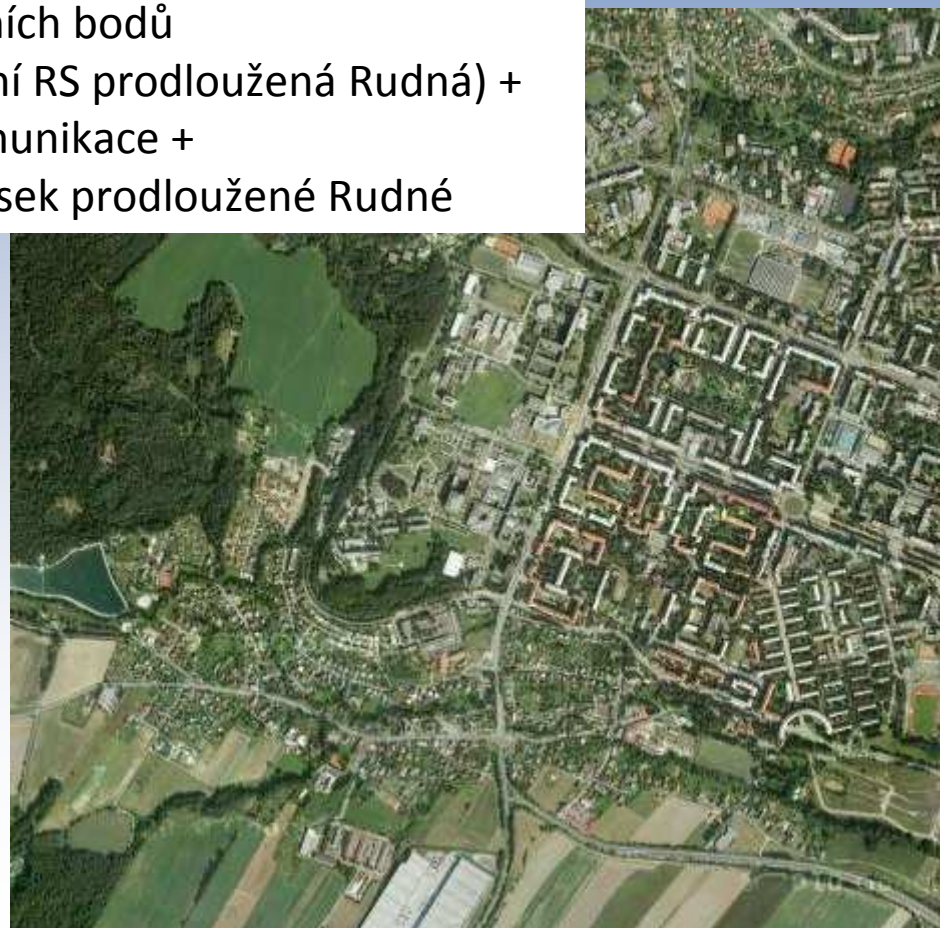 ních bodů
ní RS prodloužená Rudná) +
nunikace +
sek prodloužené Rudné